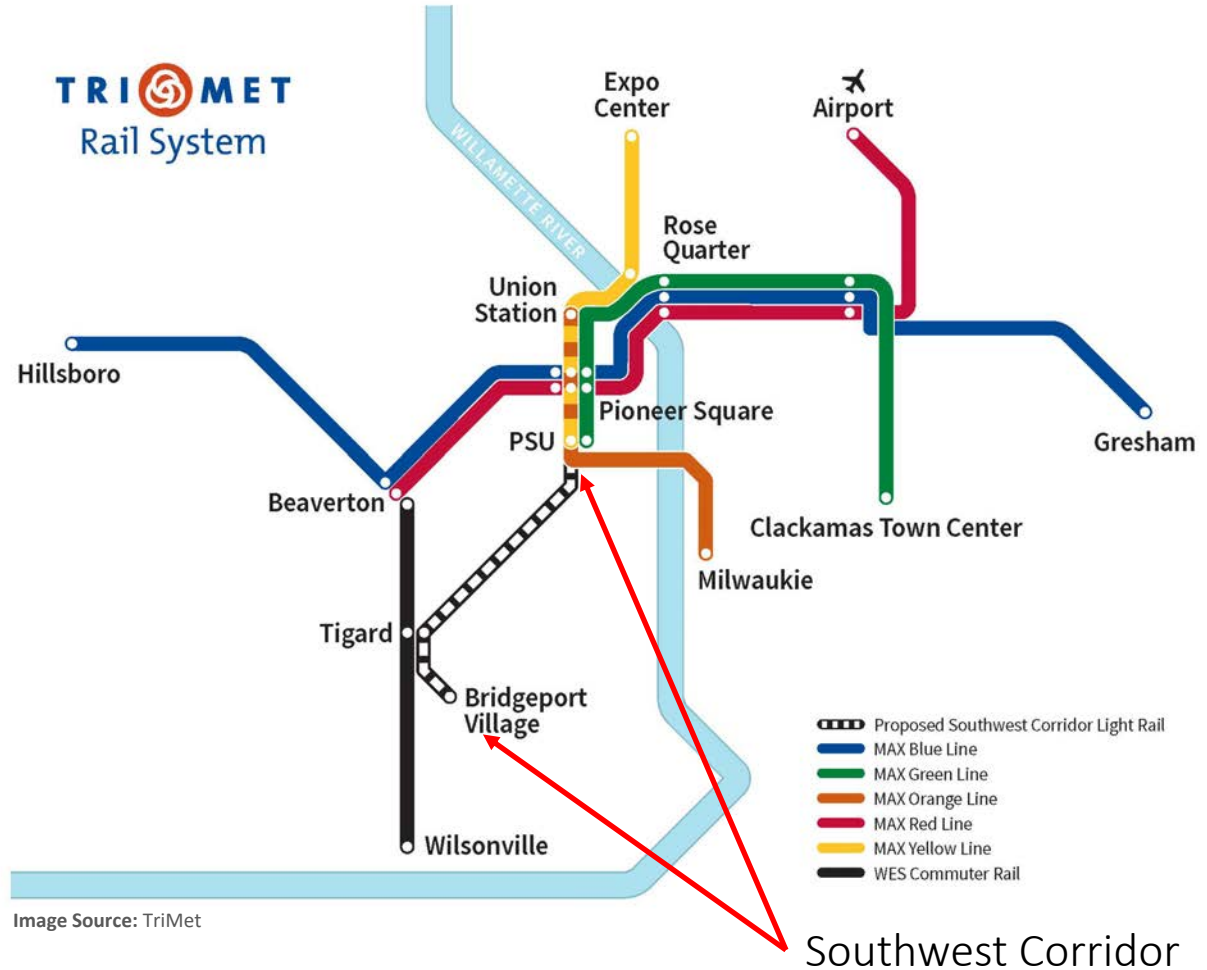 TRI MET
Rail System
WILLAMETTE RIVER
Expo
Center
Airport
Rose
Quarter
Union
Station
Hillsboro
Pioneer Square
PSU
Gresham
Beaverton
Clackamas Town Center
Milwaukie
Tigard
Bridgeport
Village
Wilsonville
Proposed Southwest Corridor Light Rail
MAX Blue Line
MAX Green Line
MAX Orange Line
MAX Red Line
MAX Yellow Line
WES Commuter Rail
Image Source: TriMet
Southwest Corridor